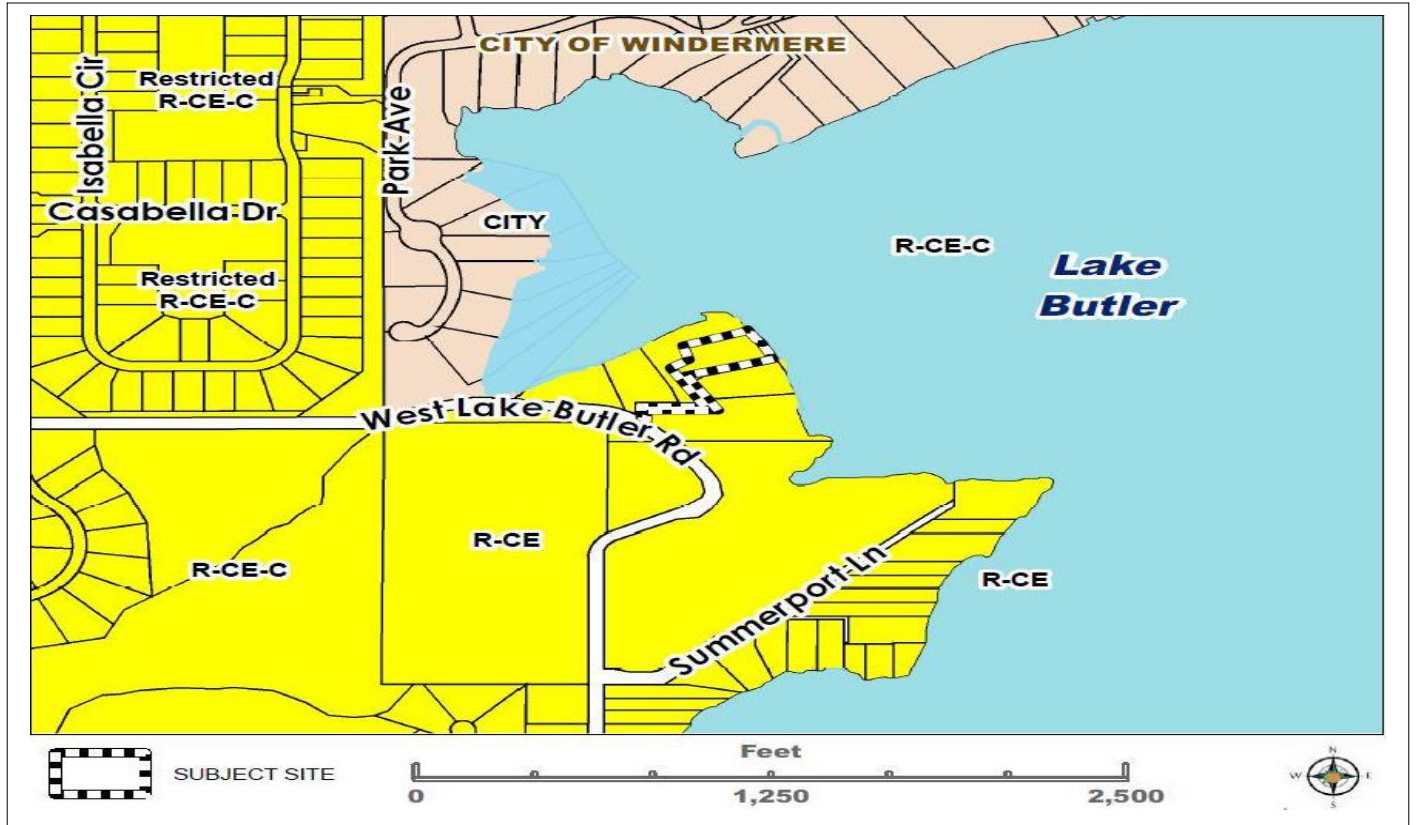 CITY OF WINDERMERE
Restricted
R-CE-C
Isabella Cir
Park Ave
Casabella Dr
CITY
R-CE-C
Lake
Butler
Restricted
R-CE-C
West Lake Butler Rd
R-CE
R-CE-C
Summerport Ln
R-CE
SUBJECT SITE
Feet
0
1,250
2,500
N
W
E
S